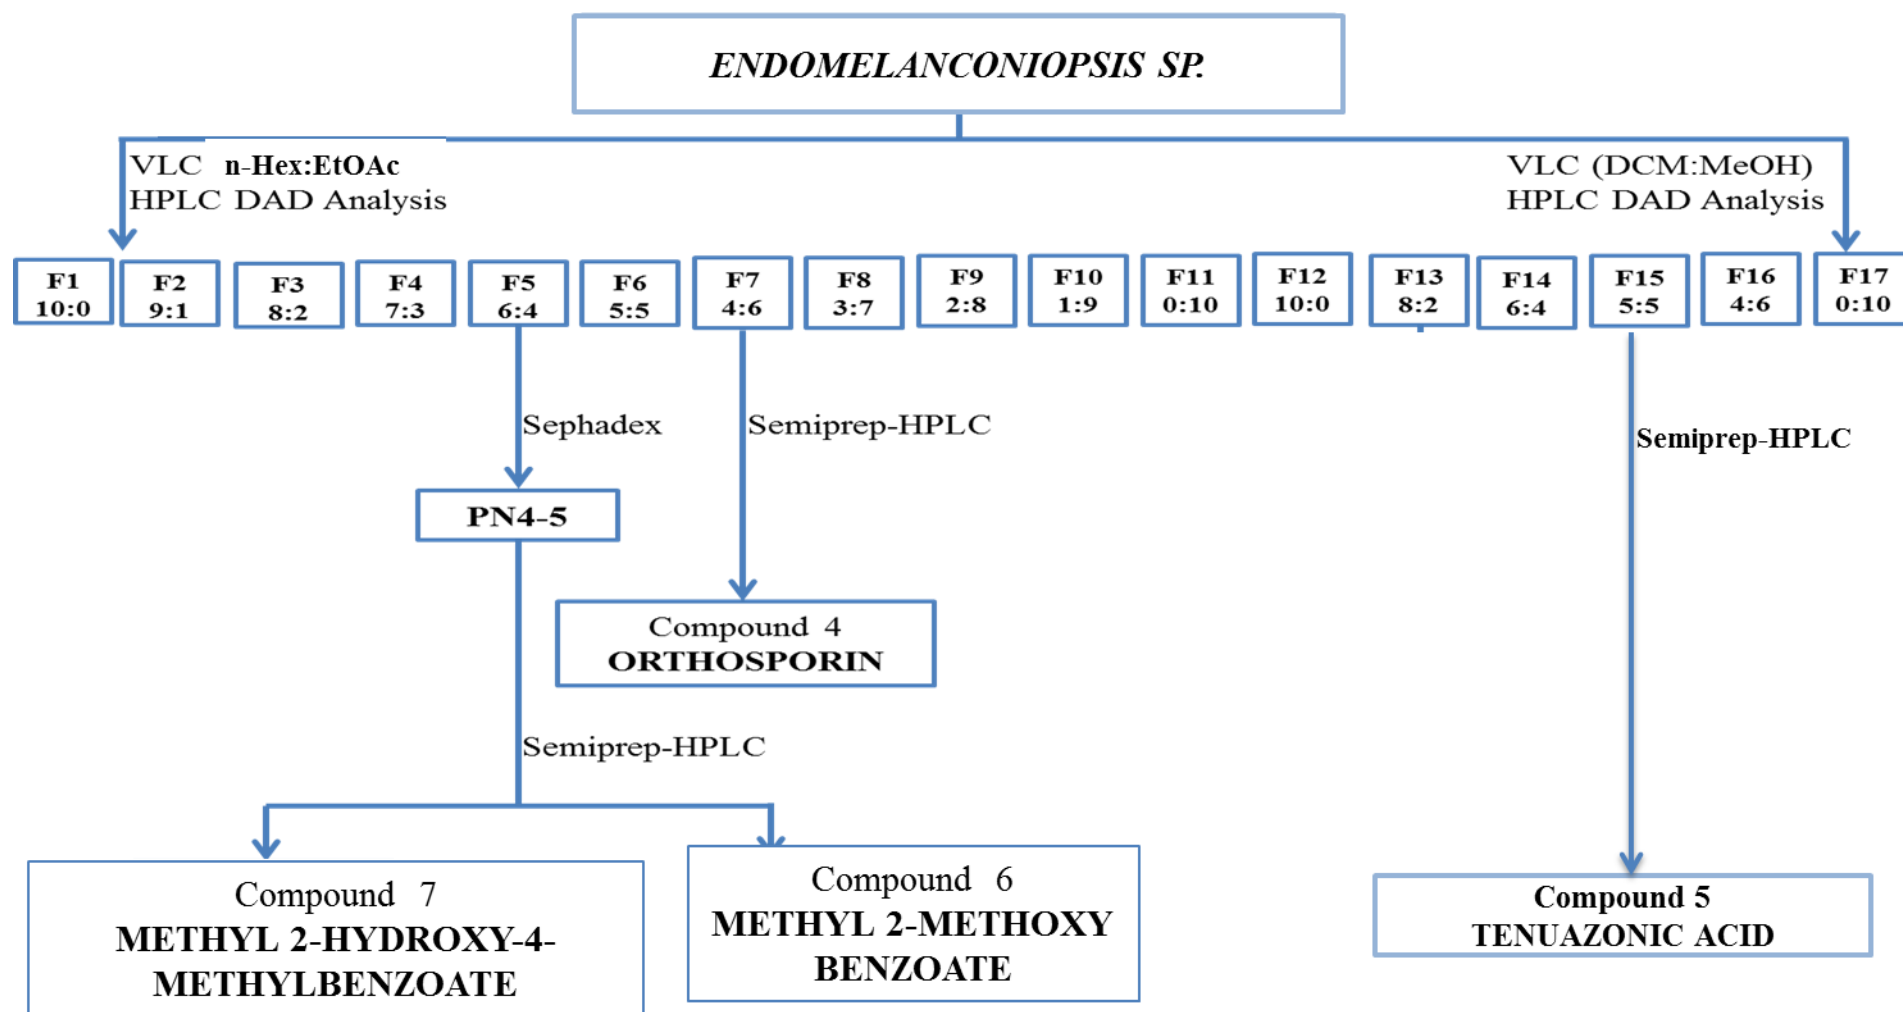 ENDOMELANCONIOPSIS SP.
VLC n-Hex:EtOAc
HPLC DAD Analysis
VLC (DCM:MeOH)
HPLC DAD Analysis
F1
10:0
F2
9:1
F3
8:2
F4
7:3
F5
6:4
F6
5:5
F7
4:6
F8
3:7
F9
2:8
F10
1:9
F11
0:10
F12
10:0
F13
8:2
F14
6:4
F15
5:5
F16
4:6
F17
0:10
Sephadex
Semiprep-HPLC
Semiprep-HPLC
PN4-5
Compound 4
ORTHOSPORIN
Semiprep-HPLC
Compound 7
METHYL 2-HYDROXY-4-
METHYLBENZOATE
Compound 6
METHYL 2-METHOXY
BENZOATE
Compound 5
TENUAZONIC ACID